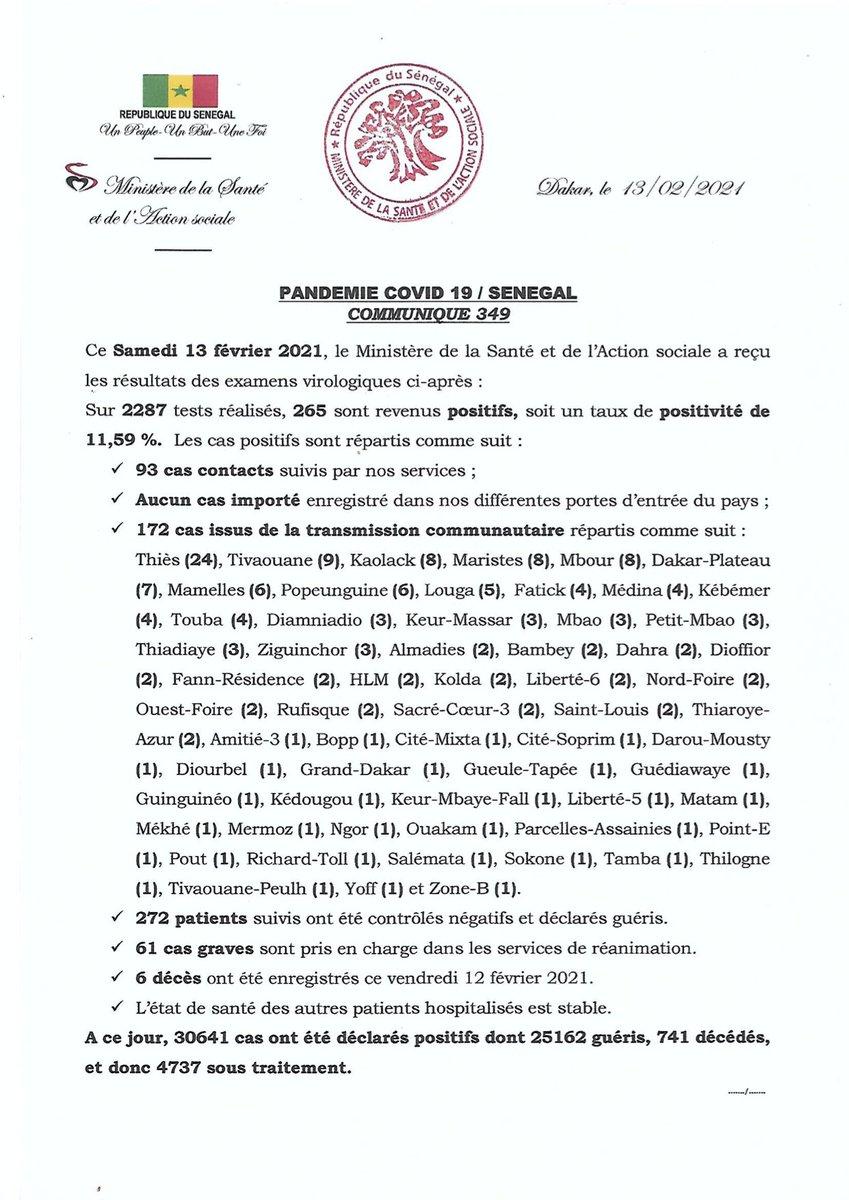 REPUBLIQUE DU SENEGAL
Un Peuple-Un But-Une Foi
Ministère de la Santé
et de l'Action sociale
République du Sénégal
MINISTÈRE DE LA SANTE ET DE L'ACTION SOCIALE
Dakar, le 13/02/2021
PANDEMIE COVID 19 / SENEGAL
COMMUNIQUE 349
Ce Samedi 13 février 2021, le Ministère de la Santé et de l'Action sociale a reçu
les résultats des examens virologiques ci-après :
Sur 2287 tests réalisés, 265 sont revenus positifs, soit un taux de positivité de
11,59 %. Les cas positifs sont répartis comme suit :
✓ 93 cas contacts suivis par nos services ;
✓ Aucun cas importé enregistré dans nos différentes portes d'entrée du pays ;
✓ 172 cas issus de la transmission communautaire répartis comme suit :
Thiès (24), Tivaouane (9), Kaolack (8), Maristes (8), Mbour (8), Dakar-Plateau
(7), Mamelles (6), Popeunguine (6), Louga (5), Fatick (4), Médina (4), Kébémer
(4), Touba (4), Diamniadio (3), Keur-Massar (3), Mbao (3), Petit-Mbao (3),
Thiadiaye (3), Ziguinchor (3), Almadies (2), Bambey (2), Dahra (2), Dioffior
(2), Fann-Résidence (2), HLM (2), Kolda (2), Liberté-6 (2), Nord-Foire (2),
Ouest-Foire (2), Rufisque (2), Sacré-Cœur-3 (2), Saint-Louis (2), Thiaroye-
Azur (2), Amitié-3 (1), Bopp (1), Cité-Mixta (1), Cité-Soprim (1), Darou-Mousty
(1), Diourbel (1), Grand-Dakar (1), Gueule-Tapée (1), Guédiawaye (1),
Guinguinéo (1), Kédougou (1), Keur-Mbaye-Fall (1), Liberté-5 (1), Matam (1),
Mékhé (1), Mermoz (1), Ngor (1), Ouakam (1), Parcelles-Assainies (1), Point-E
(1), Pout (1), Richard-Toll (1), Salémata (1), Sokone (1), Tamba (1), Thilogne
(1), Tivaouane-Peulh (1), Yoff (1) et Zone-B (1).
✓ 272 patients suivis ont été contrôlés négatifs et déclarés guéris.
✓ 61 cas graves sont pris en charge dans les services de réanimation.
✓ 6 décès ont été enregistrés ce vendredi 12 février 2021.
✓ L'état de santé des autres patients hospitalisés est stable.
A ce jour, 30641 cas ont été déclarés positifs dont 25162 guéris, 741 décédés,
et donc 4737 sous traitement.
------/------